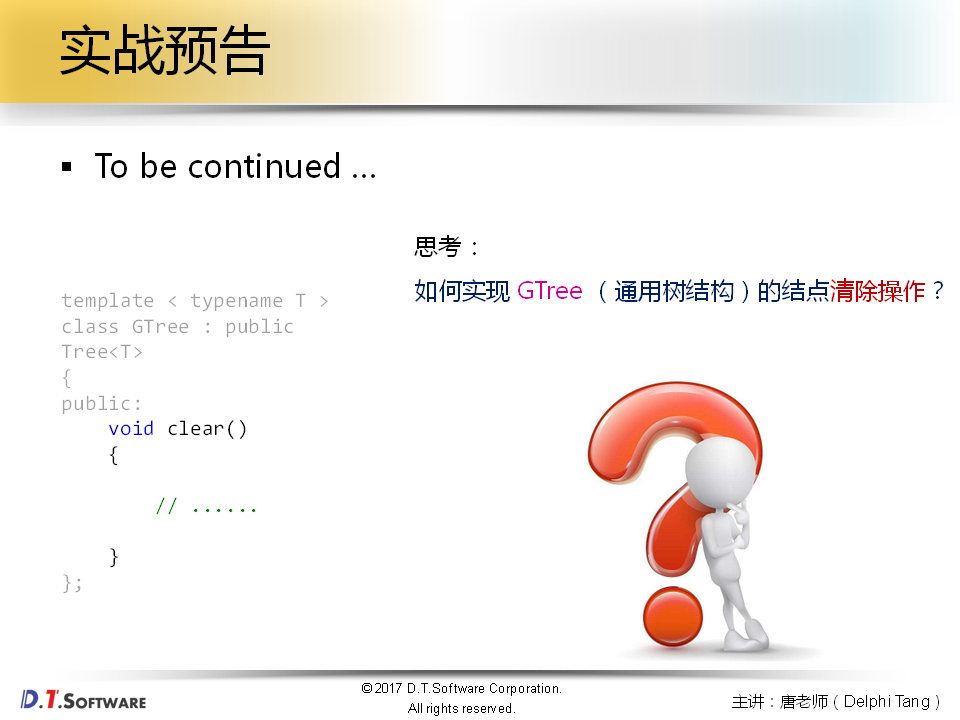 实战预告
▪ To be continued …
思考：
如何实现 GTree （通用树结构）的结点清除操作？
template < typename T >
class GTree : public
Tree<T>
{
public:
    void clear()
    {
        // ......
    }
};
D.T.SOFTWARE
©2017 D.T.Software Corporation.
All rights reserved.
主讲：唐老师（Delphi Tang）